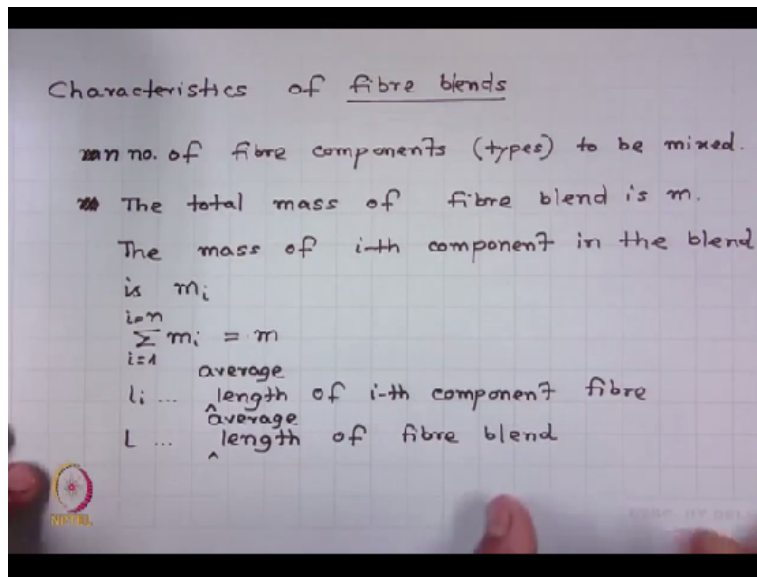 Characteristics of fibre blends
n no. of fibre components (types) to be mixed.
The total mass of fibre blend is m.
The mass of i-th component in the blend
is mi
i=n
Σ mi = m
i=1
average
li ... ^length of i-th component fibre
average
L ... ^length of fibre blend
NPTEL